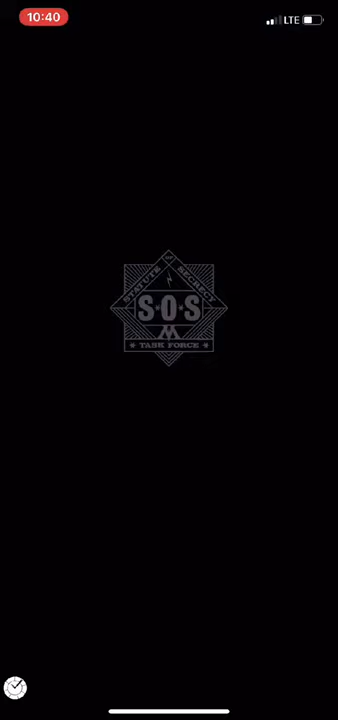 10:40
LTE
STATUTE OF SECRECY
S·O·S
TASK FORCE